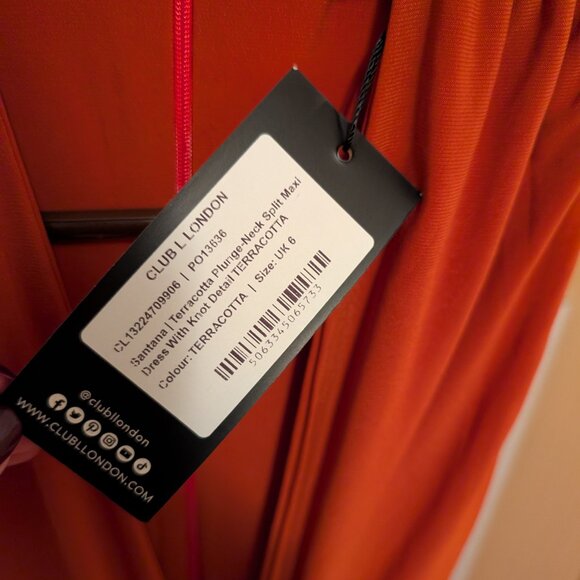 CLUB L LONDON
CL13224709906 | PO13636
Santana | Terracotta Plunge-Neck Split Maxi
Dress With Knot Detail TERRACOTTA
Colour: TERRACOTTA | Size: UK 6
5063345065733
@clubllondon
WWW.CLUBLLONDON.COM